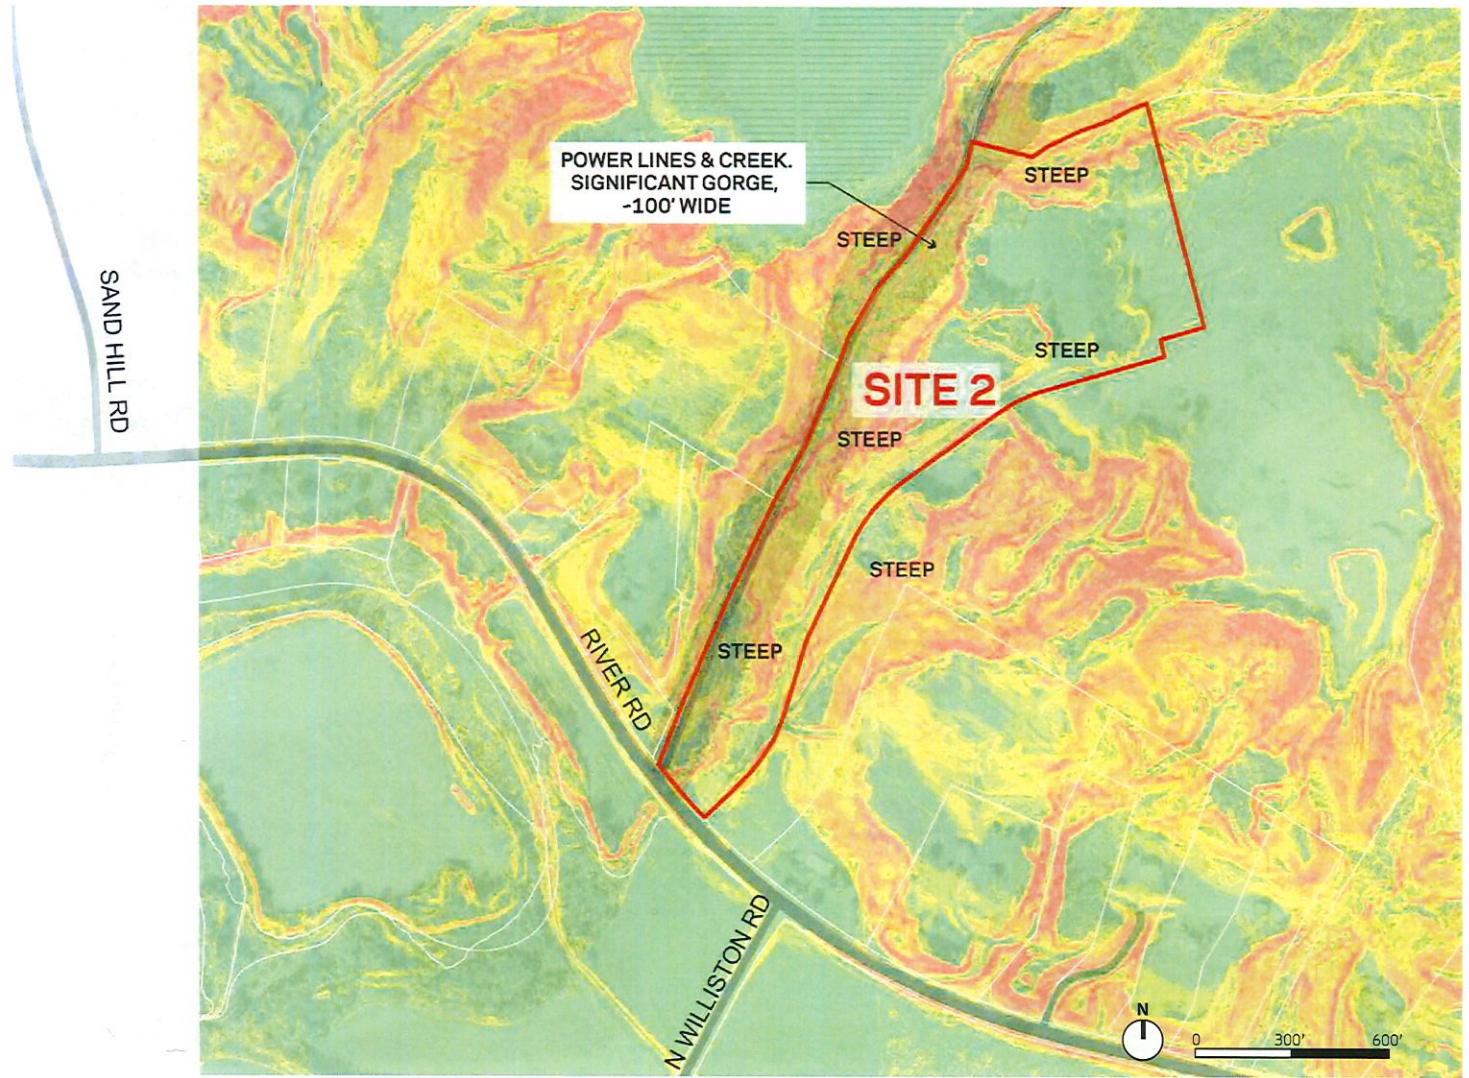 POWER LINES & CREEK.
SIGNIFICANT GORGE,
~100' WIDE
STEEP
STEEP
STEEP
SITE 2
STEEP
STEEP
STEEP
SAND HILL RD
RIVER RD
N WILLISTON RD
N
0 300' 600'